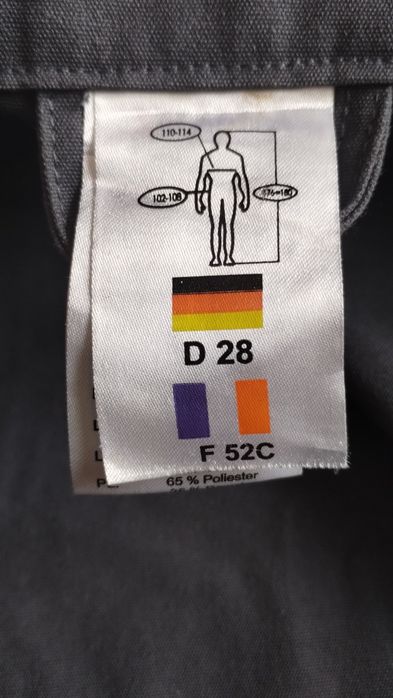 110-114
102-108
176-180
D 28
F 52C
65 % Poliester